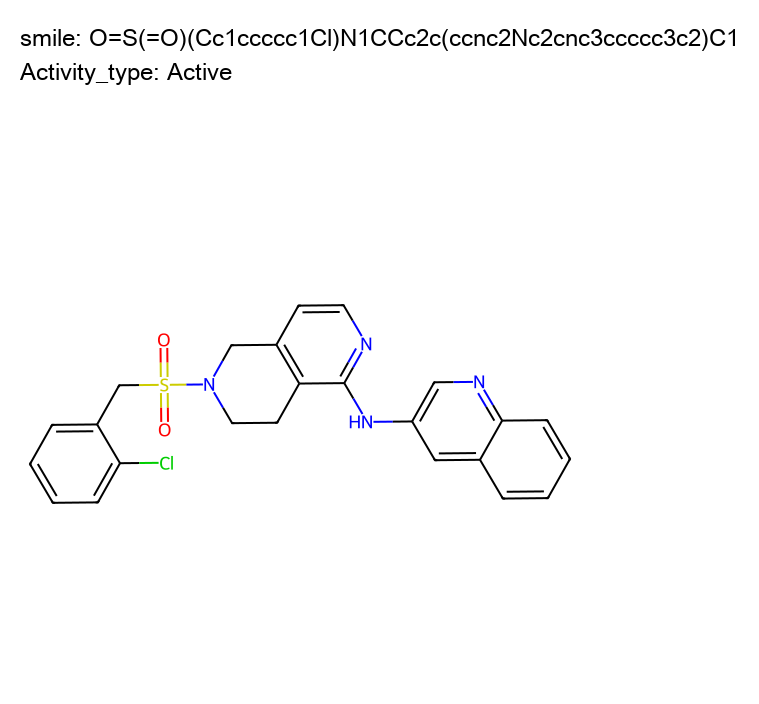 smile: O=S(=O)(Cc1ccccc1Cl)N1CCc2c(ccnc2Nc2cnc3ccccc3c2)C1
Activity_type: Active
O
N
S
N
N
O
HN
Cl